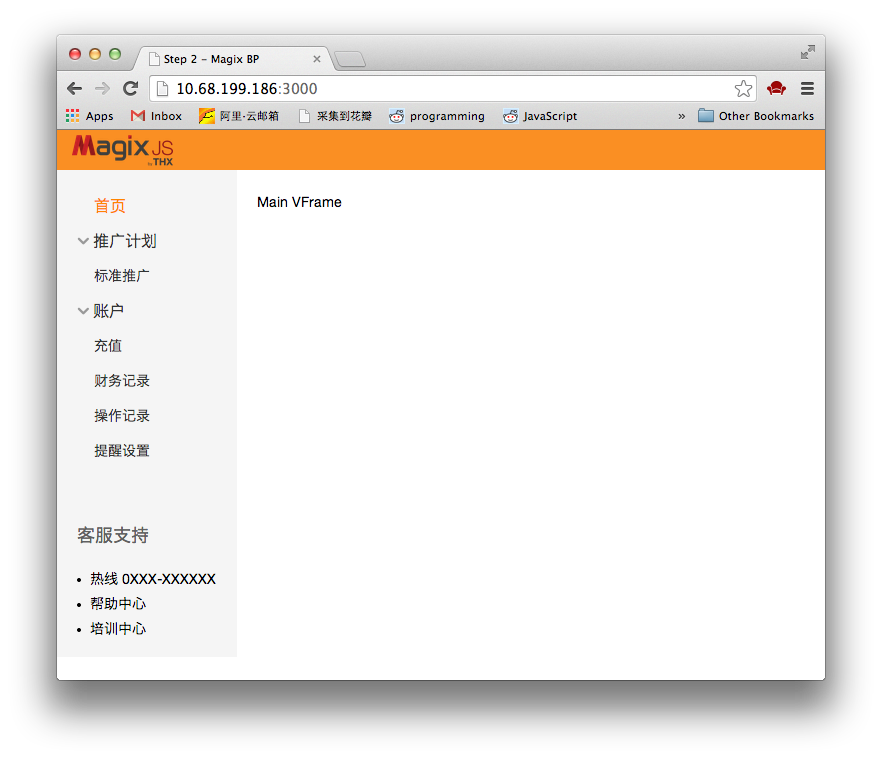 Step 2 – Magix BP
10.68.199.186:3000
Apps Inbox 阿里·云邮箱 采集到花瓣 programming JavaScript » Other Bookmarks
MagixJS
by THX
首页
Main VFrame
推广计划
标准推广
账户
充值
财务记录
操作记录
提醒设置
客服支持
• 热线 0XXX-XXXXXX
• 帮助中心
• 培训中心